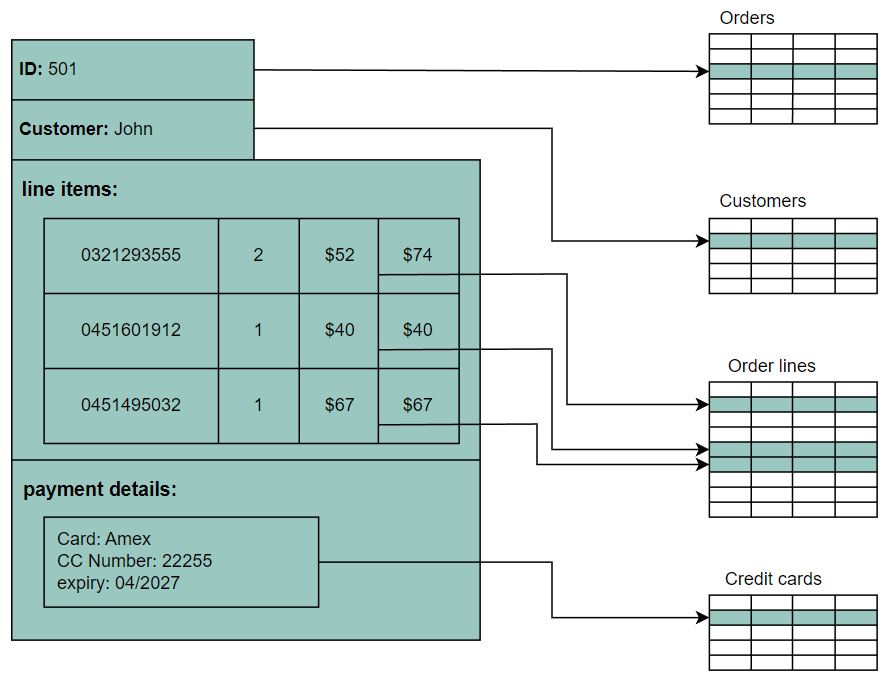 Orders
ID: 501
Customer: John
Customers
line items:
0321293555 2 $52 $74
0451601912 1 $40 $40
0451495032 1 $67 $67
Order lines
payment details:
Card: Amex
CC Number: 22255
expiry: 04/2027
Credit cards